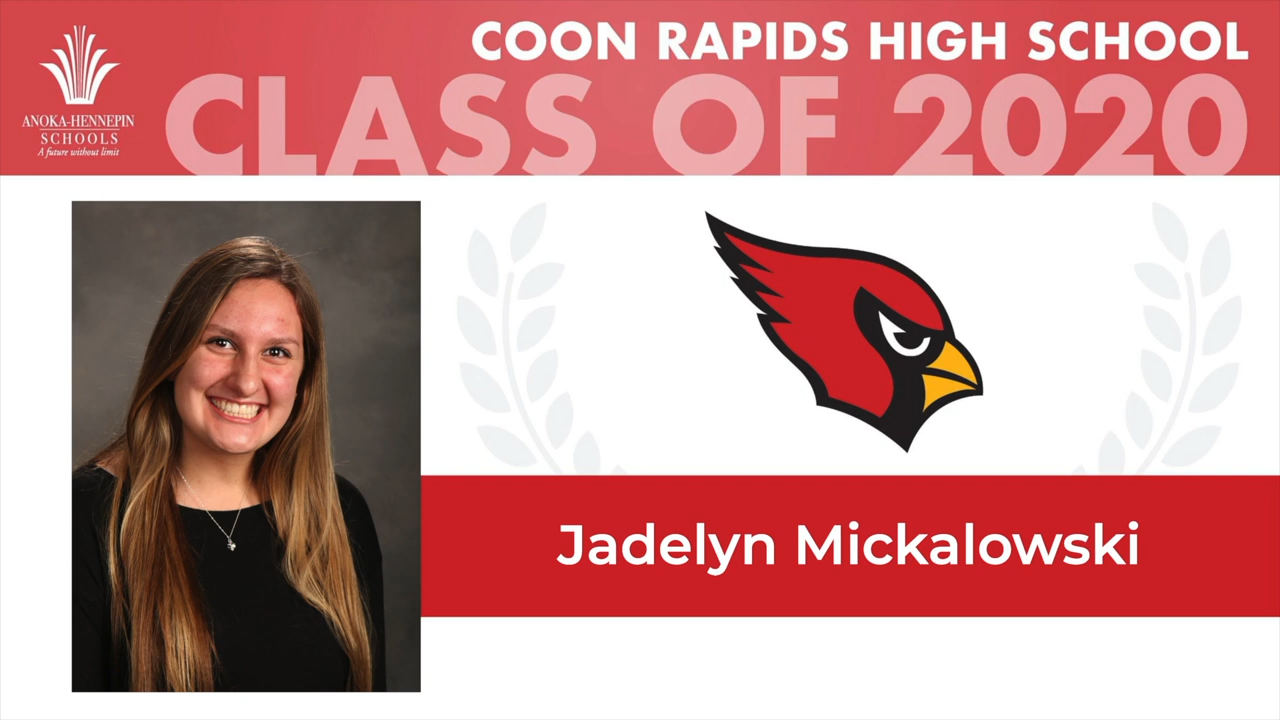 COON RAPIDS HIGH SCHOOL
CLASS OF 2020
ANOKA-HENNEPIN
SCHOOLS
A future without limit
Jadelyn Mickalowski